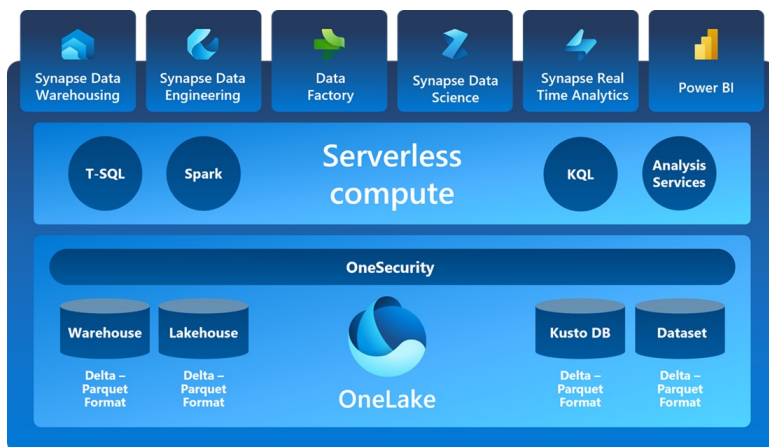 Synapse Data
Warehousing
Synapse Data
Engineering
Data
Factory
Synapse Data
Science
Synapse Real
Time Analytics
Power BI
T-SQL
Spark
Serverless
compute
KQL
Analysis
Services
OneSecurity
Warehouse
Lakehouse
Kusto DB
Dataset
Delta –
Parquet
Format
Delta –
Parquet
Format
OneLake
Delta –
Parquet
Format
Delta –
Parquet
Format